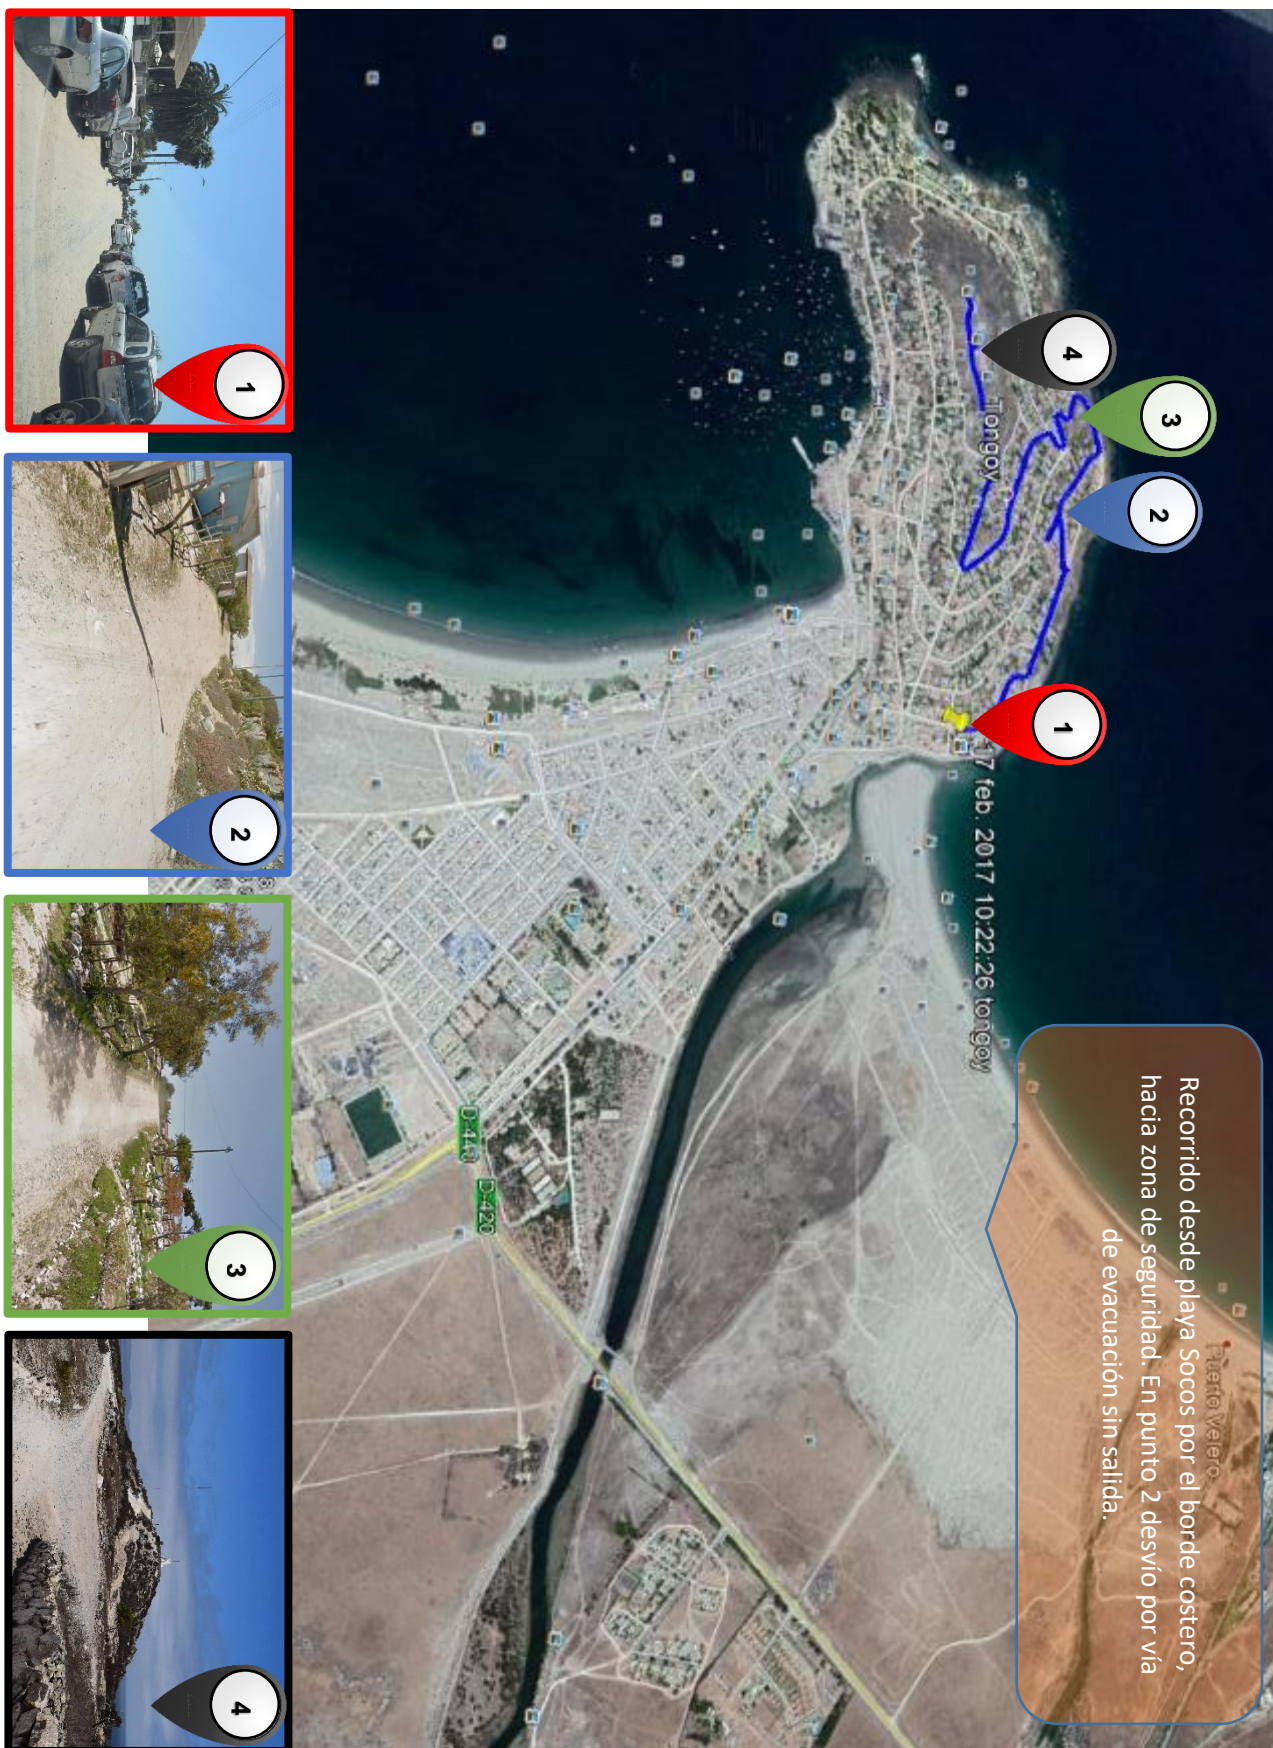 Recorrido desde playa Socos por el borde costero,
hacia zona de seguridad. En punto 2 desvío por vía
de evacuación sin salida.
Puerto Velero
17 feb. 2017 10:22:26 tongoy
Tongoy
1
2
3
4
D-440
D-420
1
2
3
4